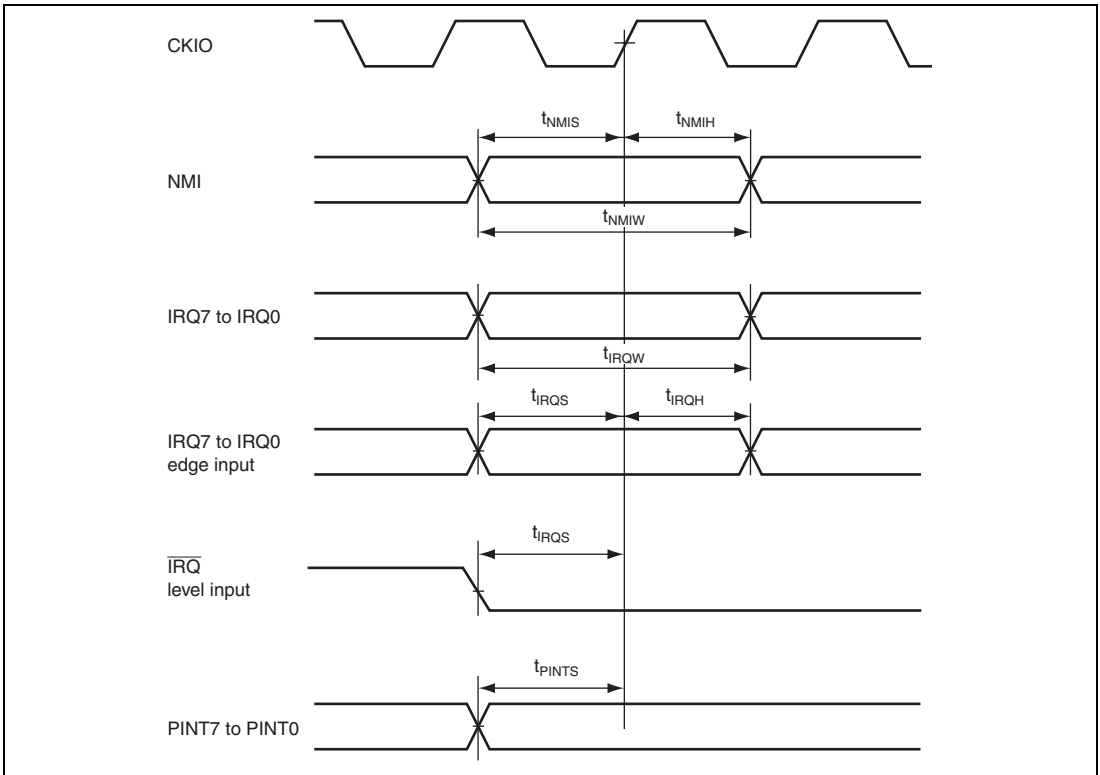 CKIO
tNMIS
tNMIH
NMI
tNMIW
IRQ7 to IRQ0
tIRQW
tIRQS
tIRQH
IRQ7 to IRQ0
edge input
tIRQS
IRQ
level input
tPINTS
PINT7 to PINT0